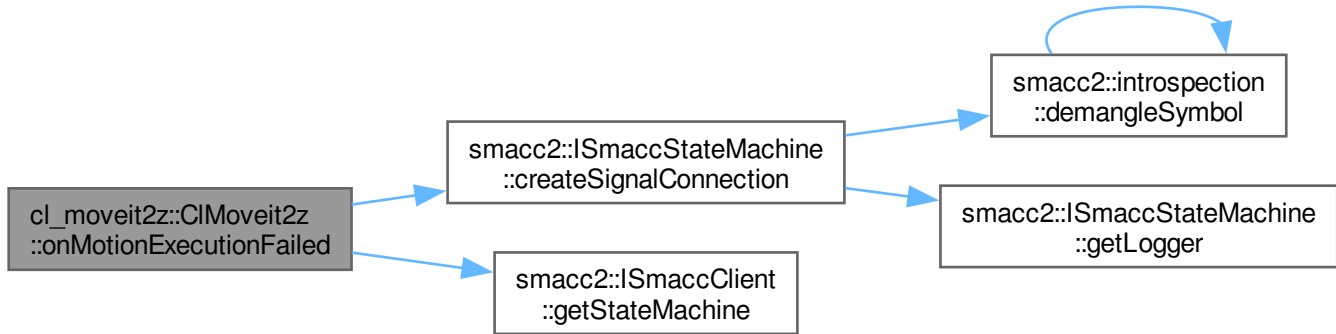 cl_moveit2z::ClMoveit2z
::onMotionExecutionFailed
smacc2::ISmaccStateMachine
::createSignalConnection
smacc2::ISmaccClient
::getStateMachine
smacc2::introspection
::demangleSymbol
smacc2::ISmaccStateMachine
::getLogger